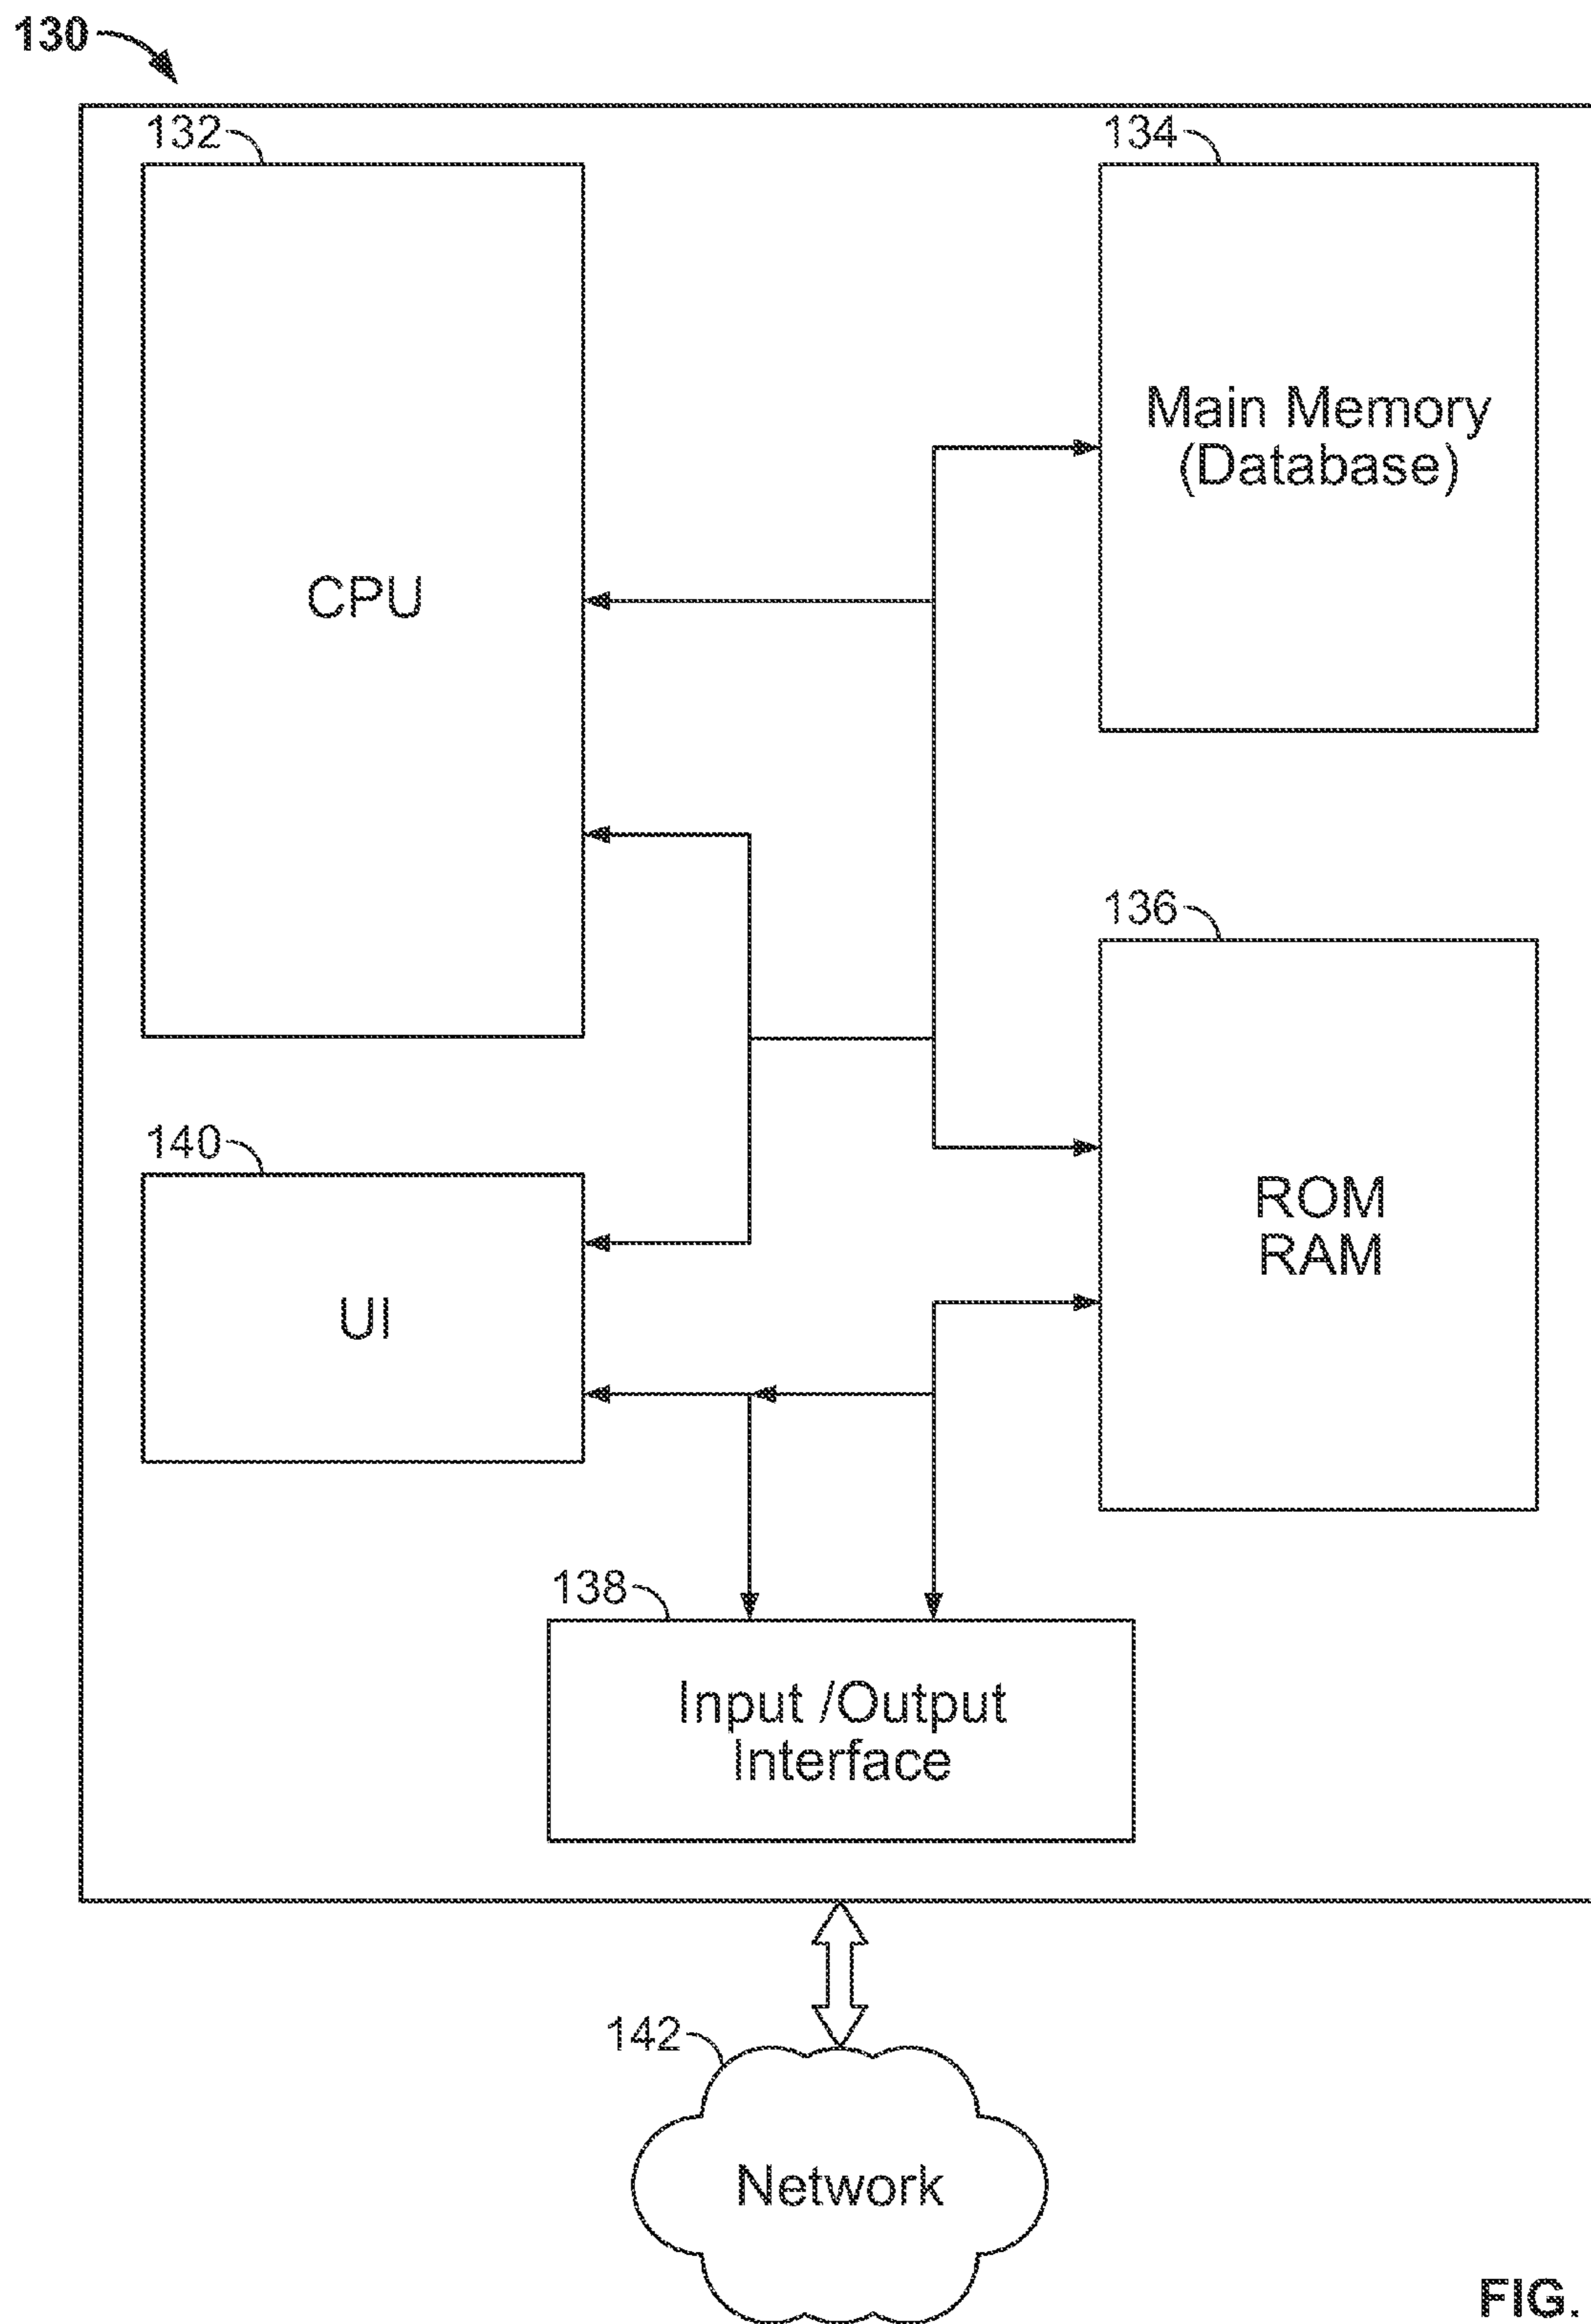 130
132
134
CPU
Main Memory
(Database)
136
140
UI
ROM
RAM
138
Input /Output
Interface
142
Network
FIG.